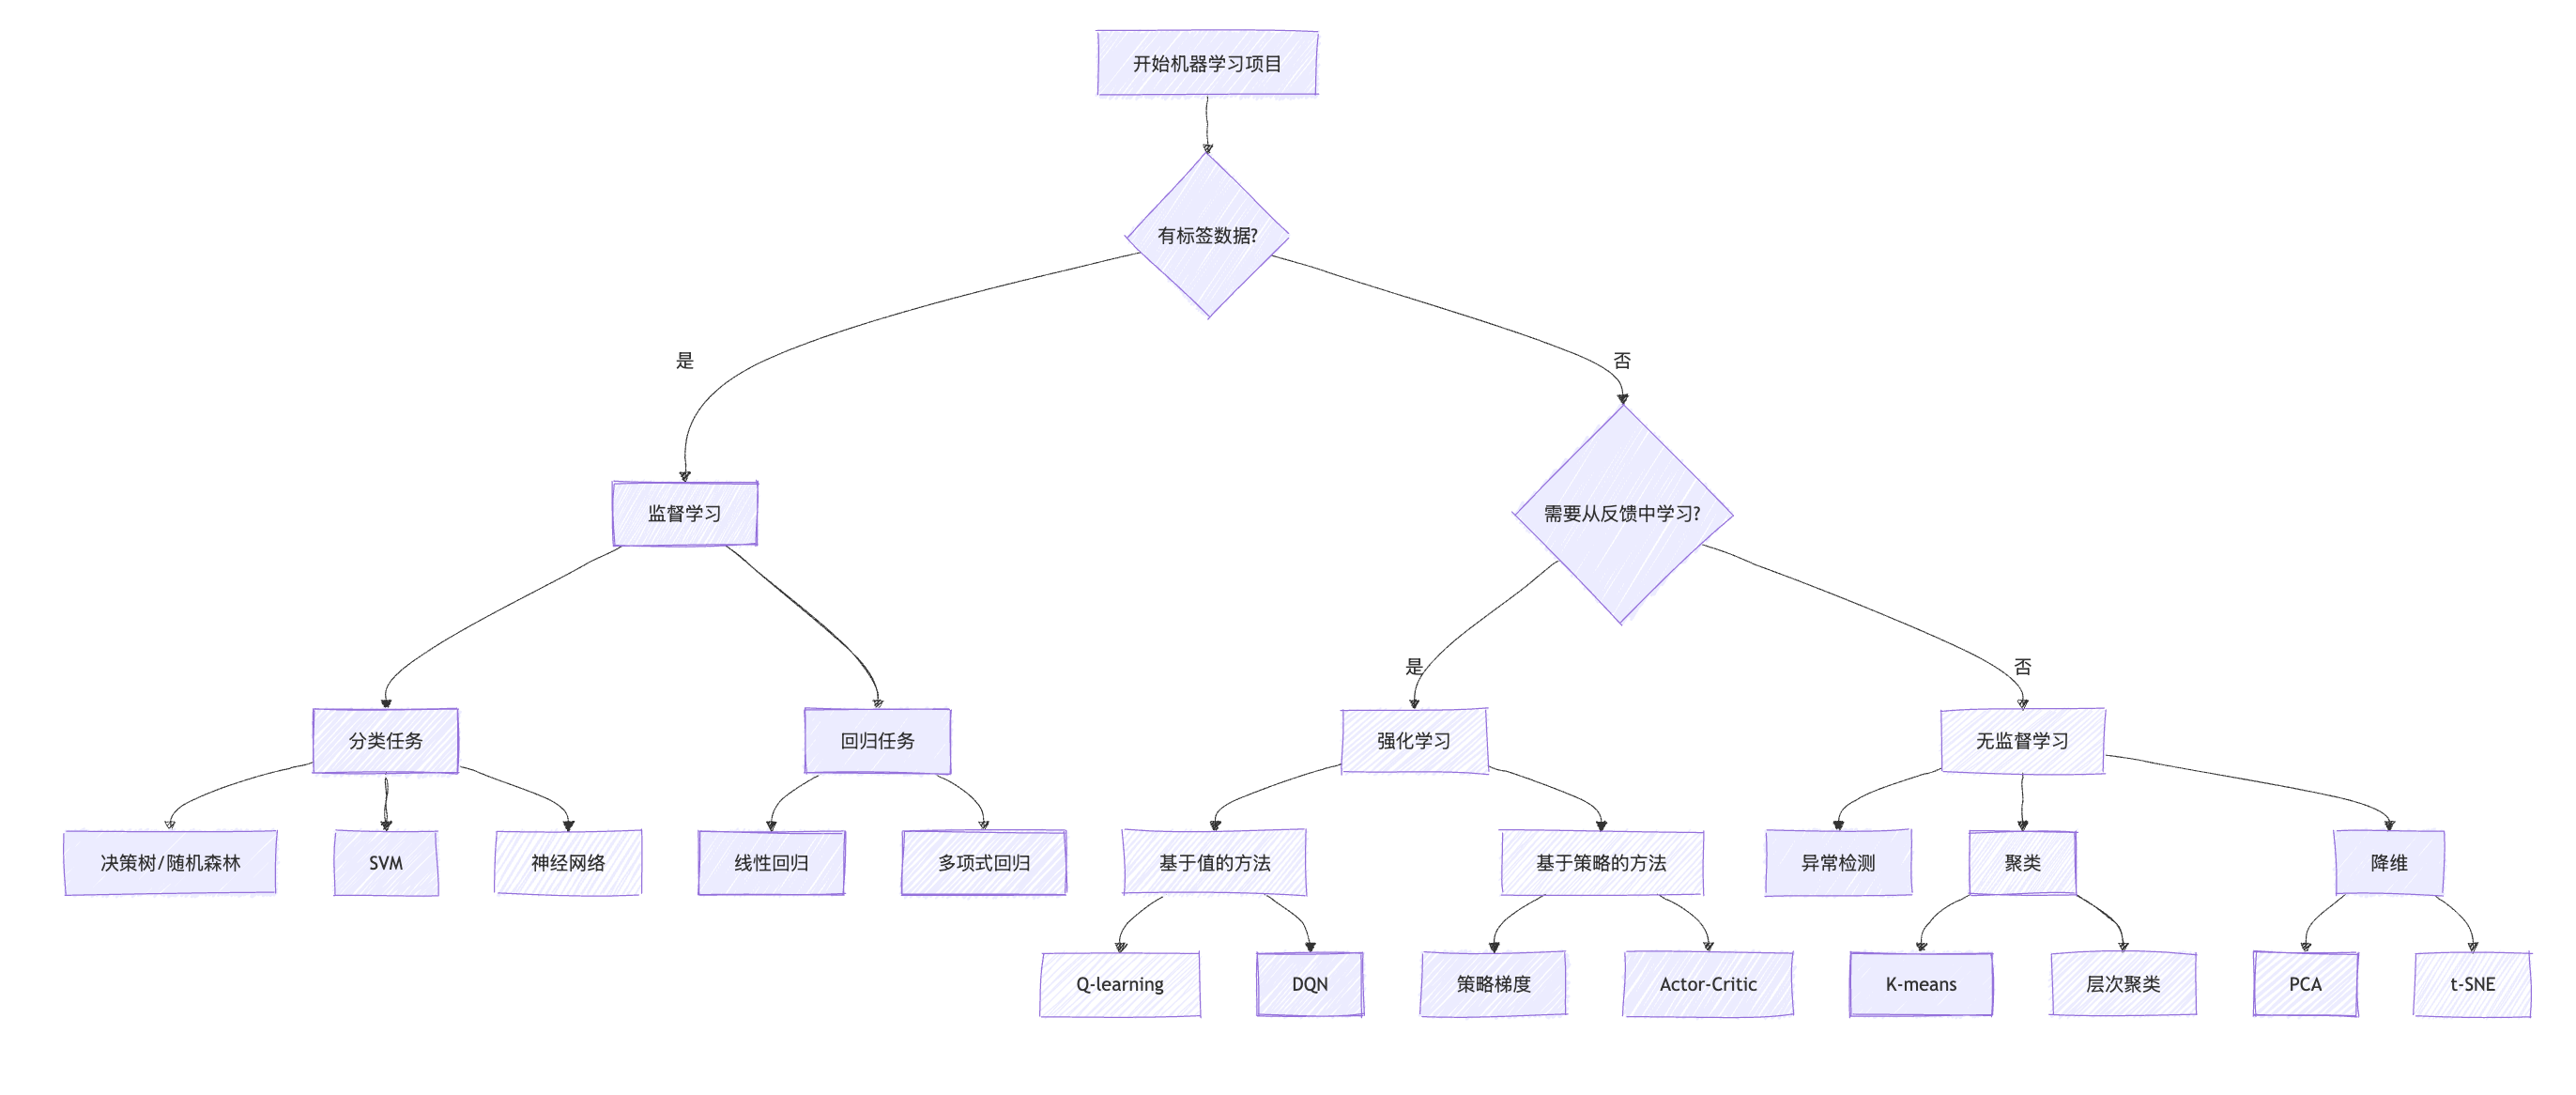 开始机器学习项目
有标签数据?
是
否
监督学习
需要从反馈中学习?
是
否
分类任务
回归任务
强化学习
无监督学习
决策树/随机森林
SVM
神经网络
线性回归
多项式回归
基于值的方法
基于策略的方法
异常检测
聚类
降维
Q-learning
DQN
策略梯度
Actor-Critic
K-means
层次聚类
PCA
t-SNE